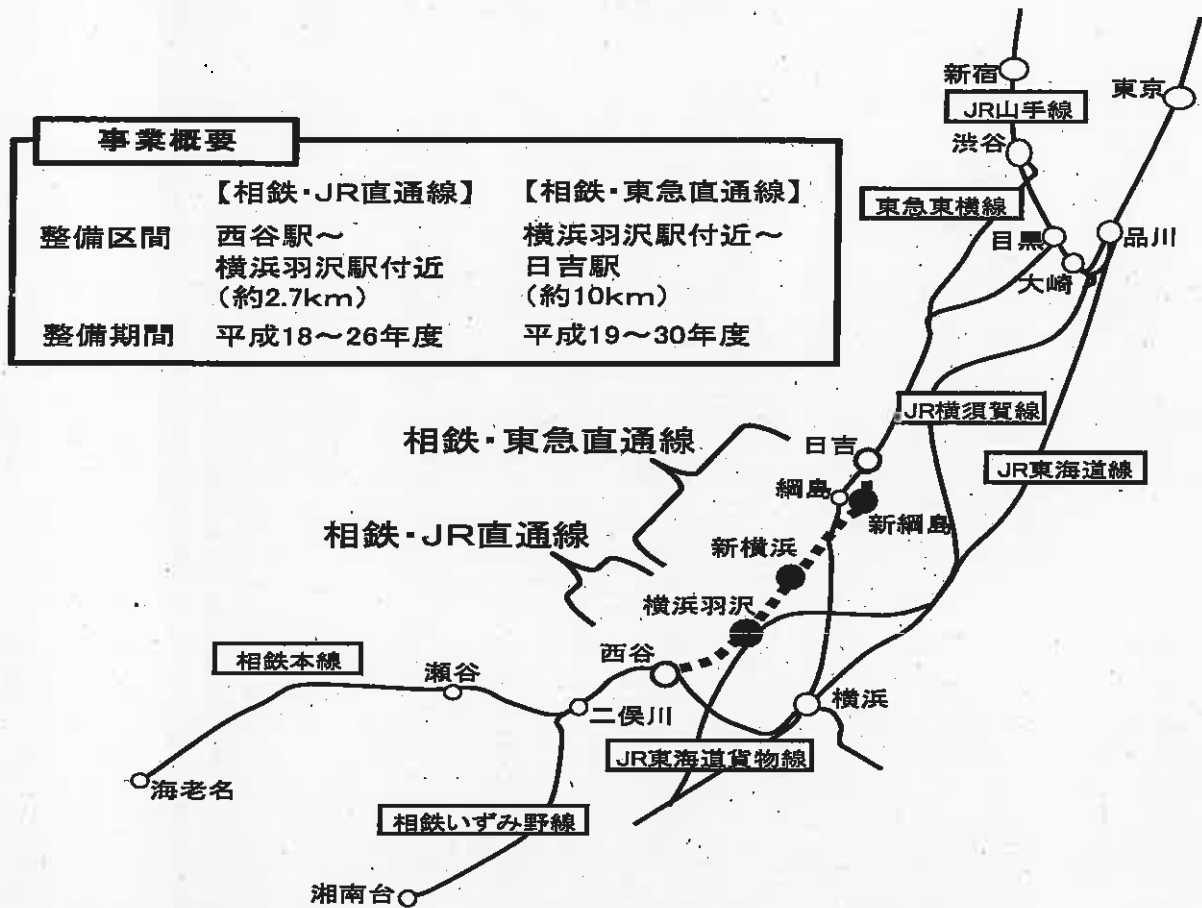 新宿
東京
JR山手線
事業概要
渋谷
【相鉄・JR直通線】 【相鉄・東急直通線】
東急東横線
整備区間 西谷駅～ 横浜羽沢駅付近～
目黒
品川
横浜羽沢駅付近 日吉駅
大崎
(約2.7km) (約10km)
整備期間 平成18～26年度 平成19～30年度
JR横須賀線
相鉄・東急直通線
日吉
JR東海道線
綱島
新綱島
相鉄・JR直通線
新横浜
横浜羽沢
西谷
相鉄本線
瀬谷
横浜
二俣川
JR東海道貨物線
海老名
相鉄いずみ野線
湘南台